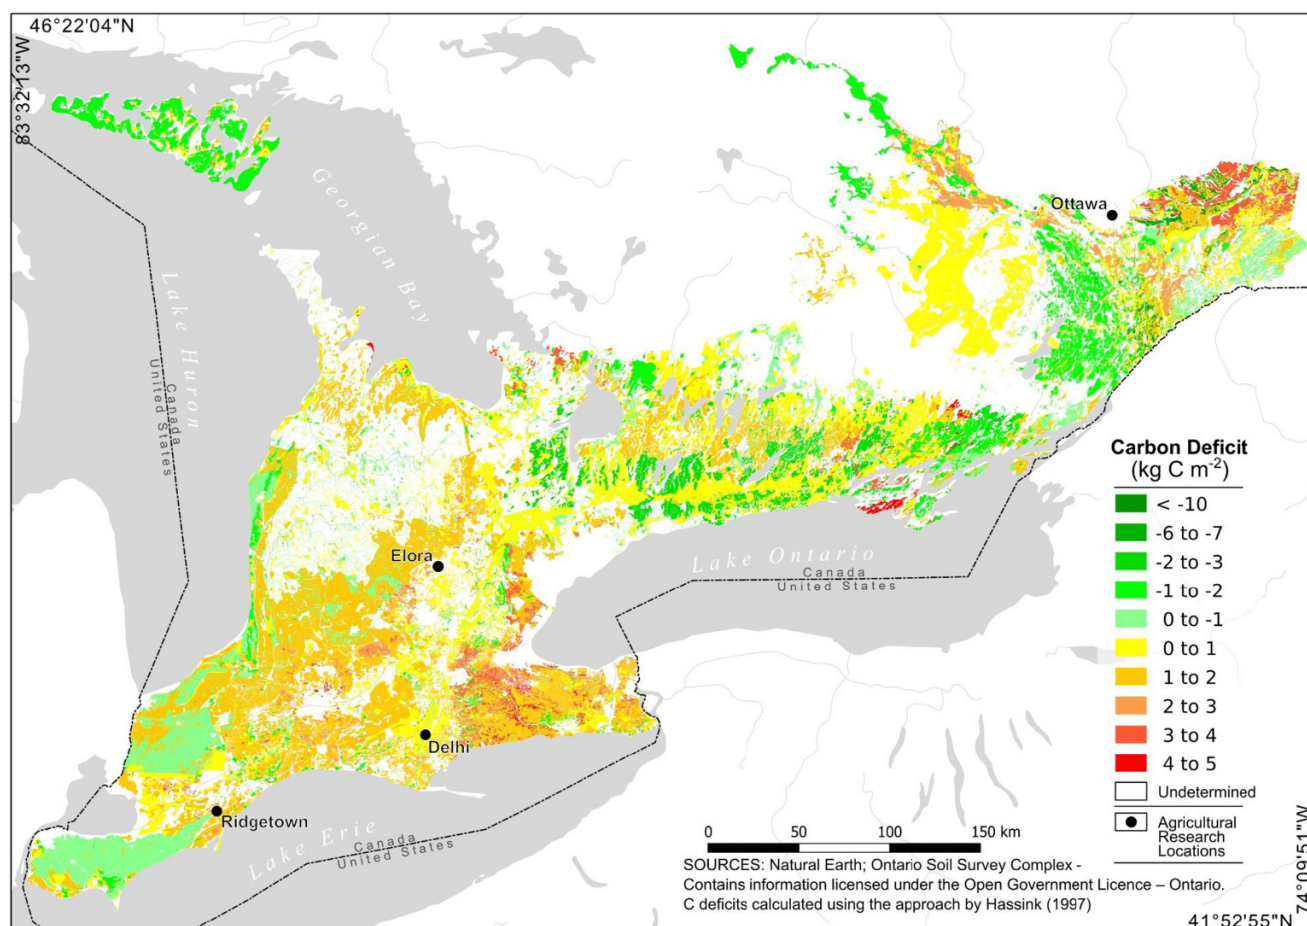 46°22'04"N
83°32'13"W
Georgian Bay
Ottawa
Lake Huron
Canada
United States
Carbon Deficit
(kg C m-2)
< -10
-6 to -7
-2 to -3
-1 to -2
0 to -1
0 to 1
1 to 2
2 to 3
3 to 4
4 to 5
Undetermined
Agricultural
Research
Locations
Elora
Lake Ontario
Canada
United States
Delhi
Ridgetown
Lake Erie
Canada
United States
0 50 100 150 km
SOURCES: Natural Earth; Ontario Soil Survey Complex -
Contains information licensed under the Open Government Licence – Ontario.
C deficits calculated using the approach by Hassink (1997)
74°09'51"W
41°52'55"N